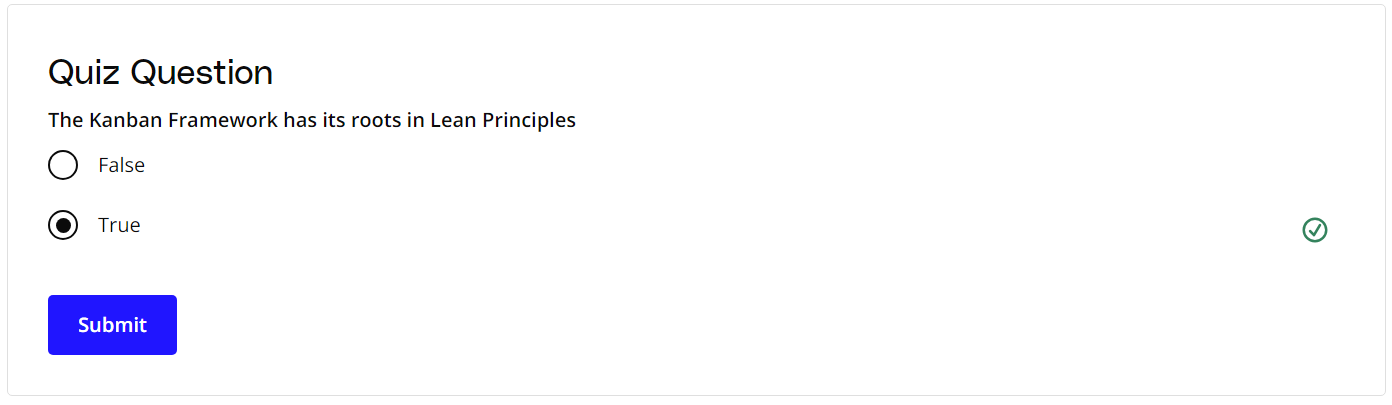 Quiz Question
The Kanban Framework has its roots in Lean Principles
False
True
Submit